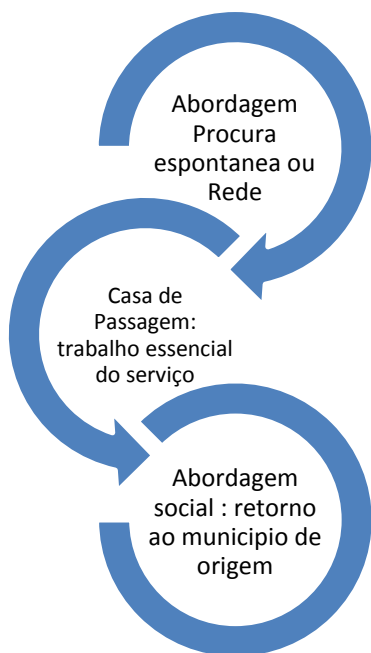 Abordagem
Procura
espontanea ou
Rede
Casa de
Passagem:
trabalho essencial
do serviço
Abordagem
social : retorno
ao municipio de
origem